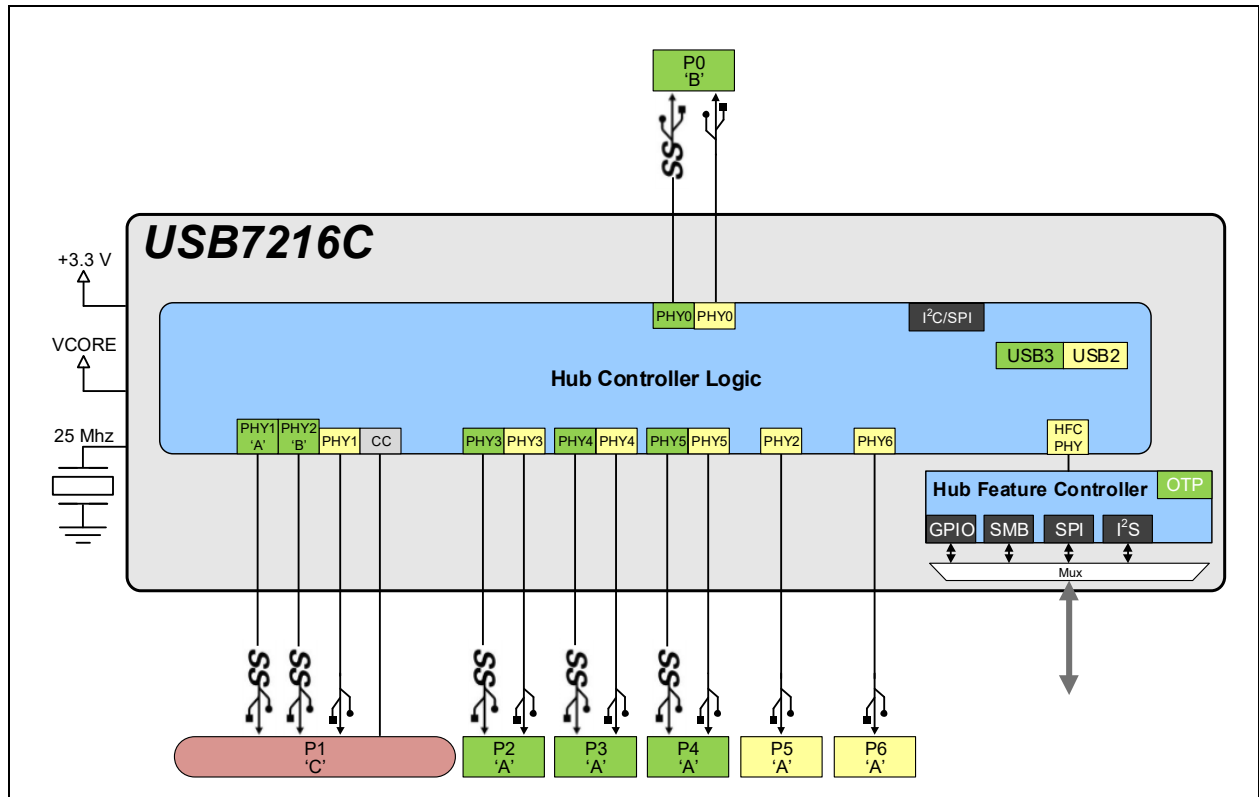 P0
‘B’
SS
USB7216C
+3.3 V
VCORE
25 Mhz
PHY0 PHY0
I²C/SPI
USB3 USB2
Hub Controller Logic
PHY1 ‘A’
PHY2 ‘B’
PHY1
CC
PHY3 PHY3
PHY4 PHY4
PHY5 PHY5
PHY2
PHY6
HFC PHY
Hub Feature Controller
OTP
GPIO SMB SPI I²S
Mux
SS SS SS SS SS
P1
‘C’
P2
‘A’
P3
‘A’
P4
‘A’
P5
‘A’
P6
‘A’